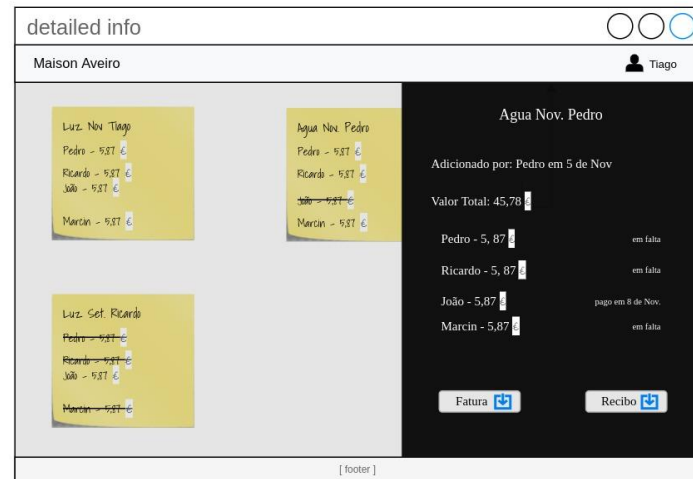 detailed info
Maison Aveiro
Tiago
Luz Nov Tiago
Pedro - 5,87 €
Ricardo - 5,87 €
João - 5,87 €
Marcin - 5,87 €
Agua Nov. Pedro
Pedro - 5,87 €
Ricardo - 5,87 €
João - 5,87 €
Marcin - 5,87 €
Luz Set. Ricardo
Pedro - 5,87 €
Ricardo - 5,87 €
João - 5,87 €
Marcin - 5,87 €
Agua Nov. Pedro
Adicionado por: Pedro em 5 de Nov
Valor Total: 45,78 €
Pedro - 5, 87 € em falta
Ricardo - 5, 87 € em falta
João - 5,87 € pago em 8 de Nov.
Marcin - 5,87 € em falta
Fatura Recibo
[ footer ]